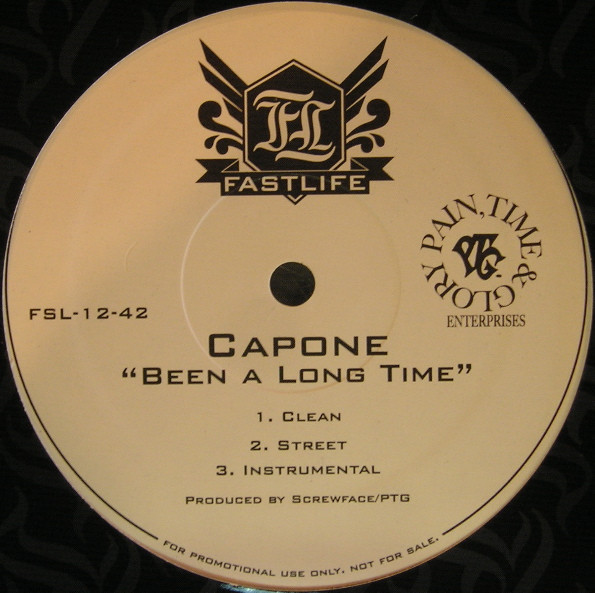 FL
FASTLIFE
PAIN, TIME & GLORY
PTG
ENTERPRISES
FSL-12-42
CAPONE
“BEEN A LONG TIME”
1. CLEAN
2. STREET
3. INSTRUMENTAL
PRODUCED BY SCREWFACE/PTG
FOR PROMOTIONAL USE ONLY. NOT FOR SALE.